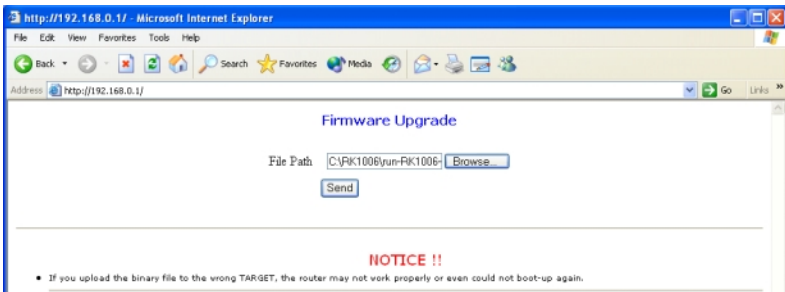 http://192.168.0.1/ - Microsoft Internet Explorer
File Edit View Favorites Tools Help
Back Search Favorites Media
Address http://192.168.0.1/ Go Links »
Firmware Upgrade
File Path C:\RK1006\yun-RK1006- Browse...
Send
NOTICE !!
• If you upload the binary file to the wrong TARGET, the router may not work properly or even could not boot-up again.